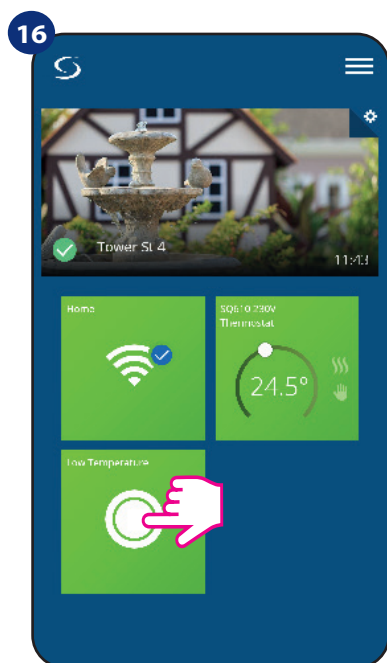 16
Tower St 4
11:43
Home
SQ610 230V
Thermostat
24.5°
Low Temperature